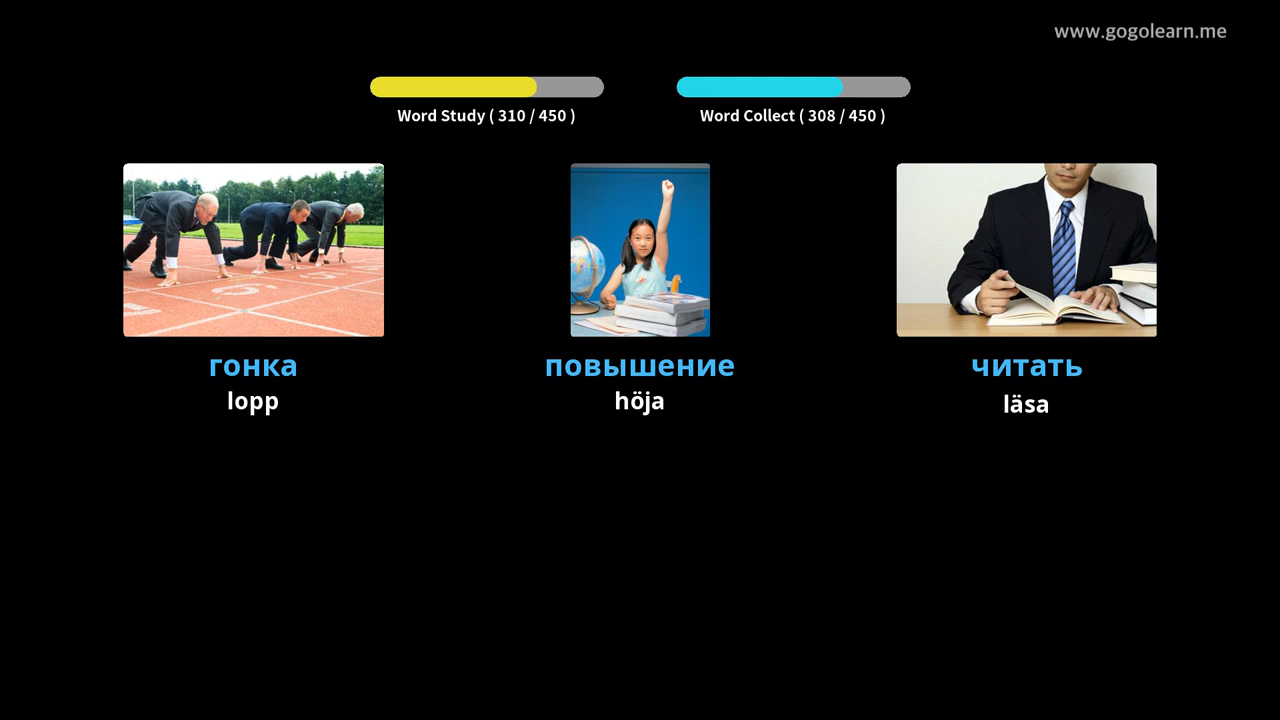 www.gogolearn.me
Word Study ( 310 / 450 )
Word Collect ( 308 / 450 )
гонка
повышение
читать
lopp
höja
läsa